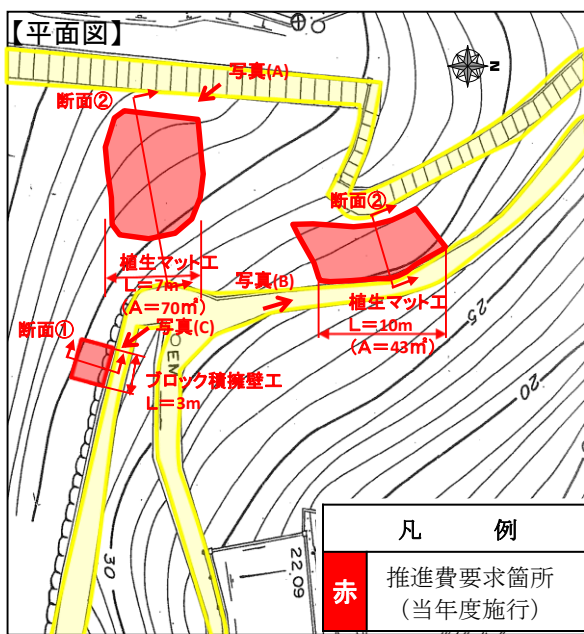 【平面図】
写真(A)
断面②
N
断面②
植生マット工
L＝7m
(A＝70㎡)
写真(B)
植生マット工
L＝10m
(A＝43㎡)
写真(C)
断面①
ブロック積擁壁工
L＝3m
EM
25
20
30
22.09
凡　例
赤
推進費要求箇所
(当年度施行)